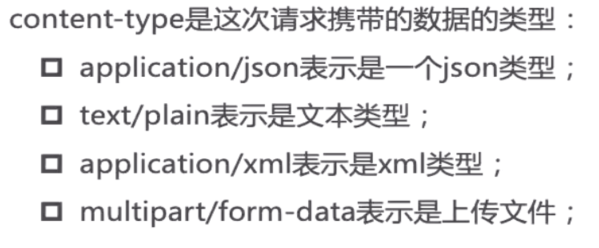 content-type是这次请求携带的数据的类型：
application/json表示是一个json类型；
text/plain表示是文本类型；
application/xml表示是xml类型；
multipart/form-data表示是上传文件；